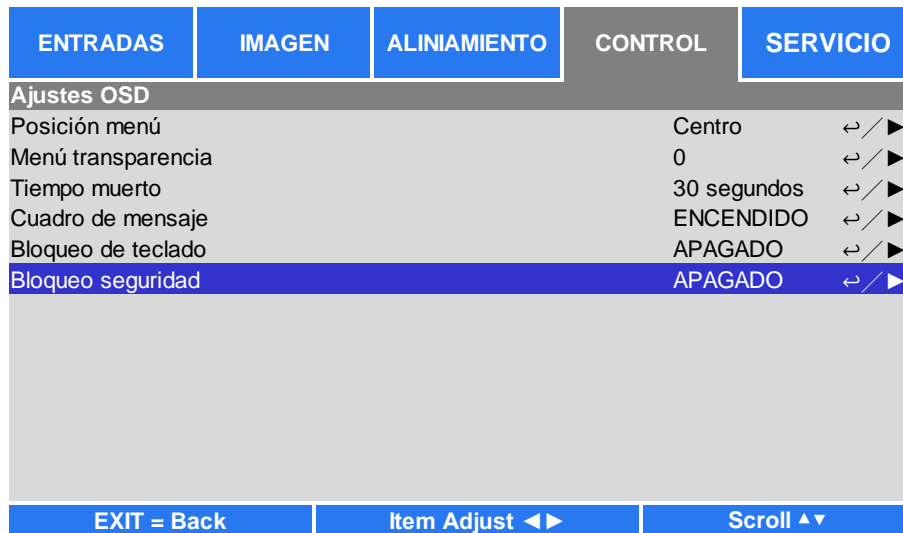 ENTRADAS IMAGEN ALINIAMIENTO CONTROL SERVICIO
Ajustes OSD
Posición menú Centro ↩/▶
Menú transparencia 0 ↩/▶
Tiempo muerto 30 segundos ↩/▶
Cuadro de mensaje ENCENDIDO ↩/▶
Bloqueo de teclado APAGADO ↩/▶
Bloqueo seguridad APAGADO ↩/▶
EXIT = Back Item Adjust ◀▶ Scroll ▲▼